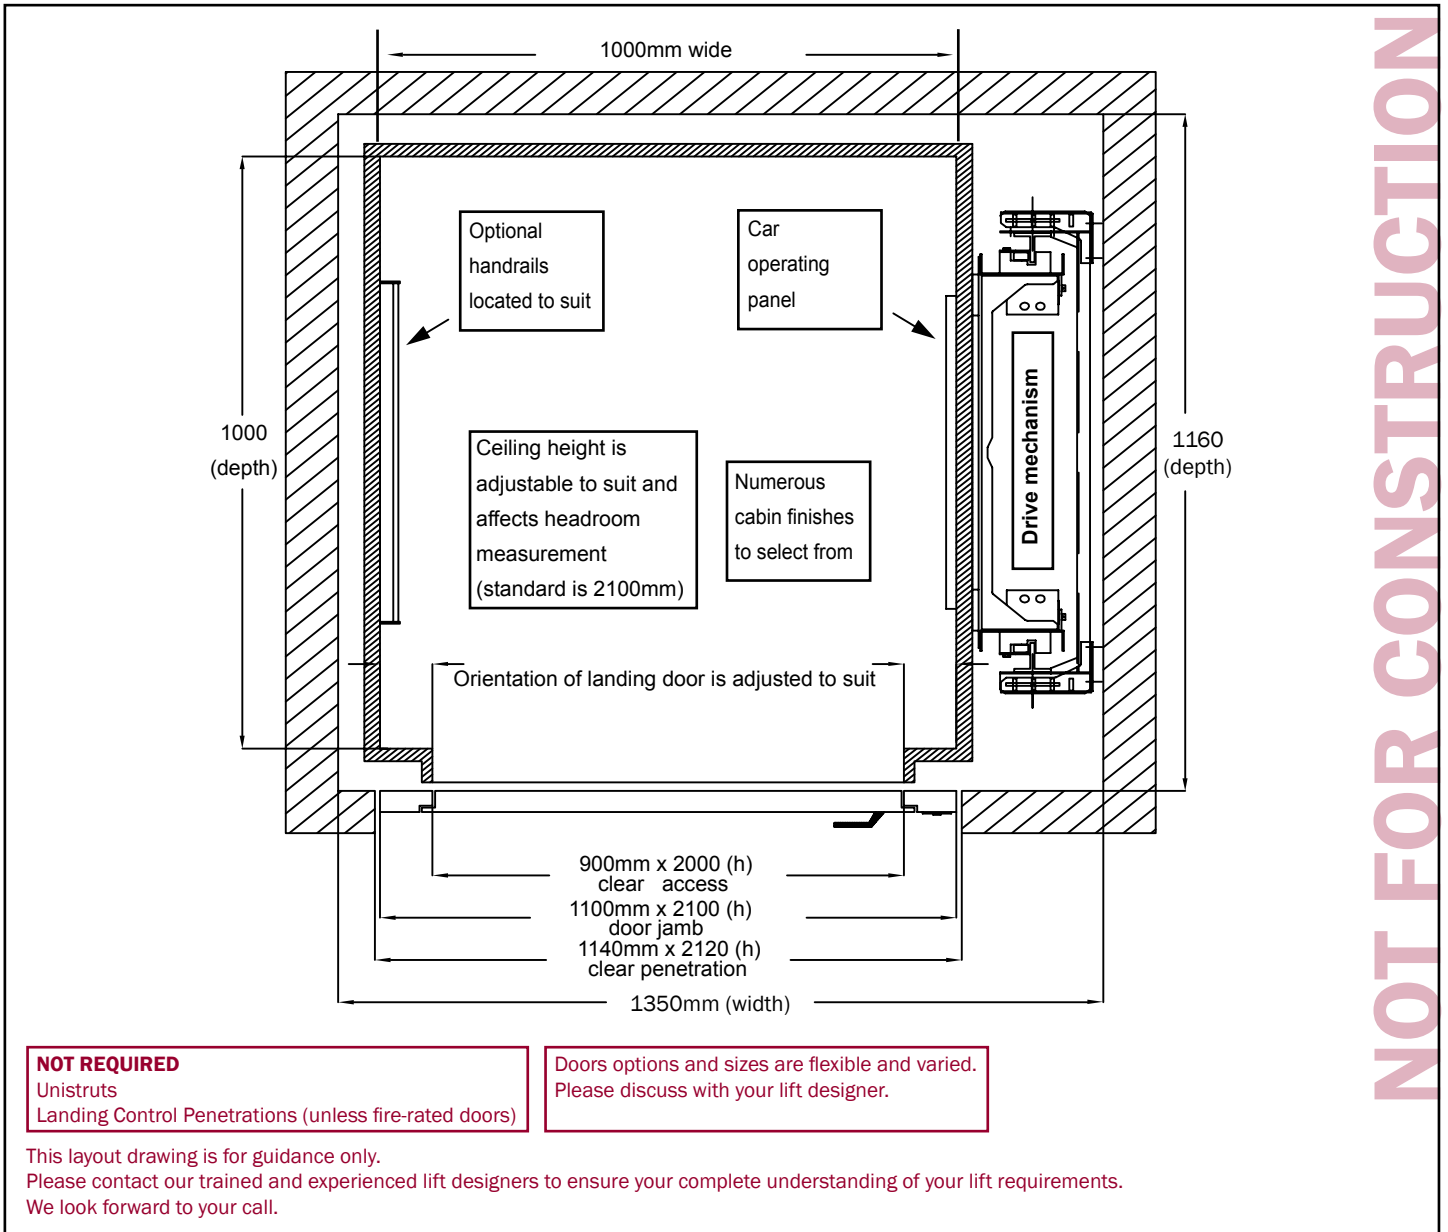 1000mm wide
Optional
handrails
located to suit
Car
operating
panel
Drive mechanism
1000
(depth)
1160
(depth)
Ceiling height is
adjustable to suit and
affects headroom
measurement
(standard is 2100mm)
Numerous
cabin finishes
to select from
Orientation of landing door is adjusted to suit
900mm x 2000 (h)
clear access
1100mm x 2100 (h)
door jamb
1140mm x 2120 (h)
clear penetration
1350mm (width)
NOT REQUIRED
Unistruts
Landing Control Penetrations (unless fire-rated doors)
Doors options and sizes are flexible and varied.
Please discuss with your lift designer.
This layout drawing is for guidance only.
Please contact our trained and experienced lift designers to ensure your complete understanding of your lift requirements.
We look forward to your call.
NOT FOR CONSTRUCTION